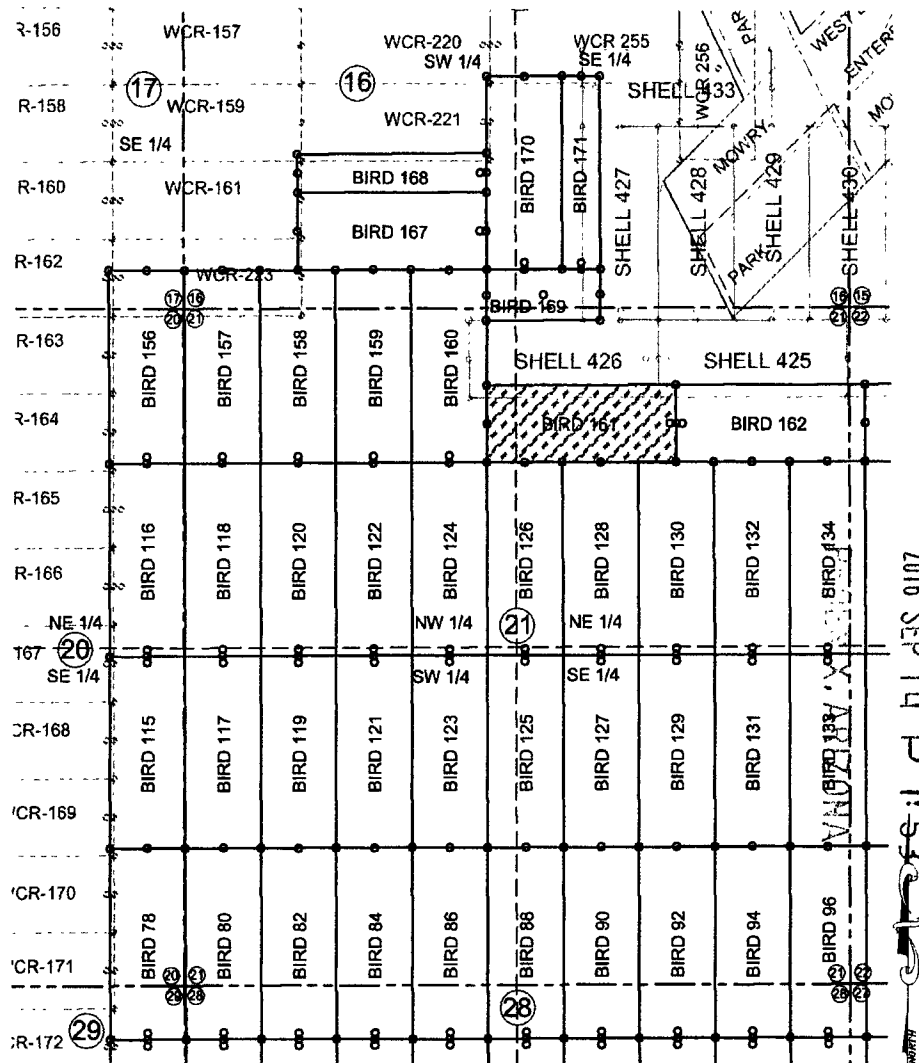 R-156
WCR-157
WCR-220
SW 1/4
WCR 255
SE 1/4
WCR 256
WEST
17
16
R-158
WCR-159
WCR-221
SHELL 433
SE 1/4
MOWRY
BIRD 170
BIRD 171
BIRD 168
R-160
WCR-161
SHELL 427
SHELL 428
SHELL 429
SHELL 430
BIRD 167
R-162
WCR-223
PARK
BIRD 169
17 16
20 21
16 15
21 22
R-163
BIRD 156
BIRD 157
BIRD 158
BIRD 159
BIRD 160
SHELL 426
SHELL 425
R-164
BIRD 161
BIRD 162
R-165
BIRD 116
BIRD 118
BIRD 120
BIRD 122
BIRD 124
BIRD 126
BIRD 128
BIRD 130
BIRD 132
BIRD 134
R-166
NE 1/4
NW 1/4
21
NE 1/4
167
20
SE 1/4
SW 1/4
SE 1/4
CR-168
BIRD 115
BIRD 117
BIRD 119
BIRD 121
BIRD 123
BIRD 125
BIRD 127
BIRD 129
BIRD 131
BIRD 133
ARIZONA
2010 SEP 14 P 1:59
WCR-169
CR-170
BIRD 78
BIRD 80
BIRD 82
BIRD 84
BIRD 86
BIRD 88
BIRD 90
BIRD 92
BIRD 94
BIRD 96
CR-171
20 21
29 28
21 22
28 27
28
29
R-172